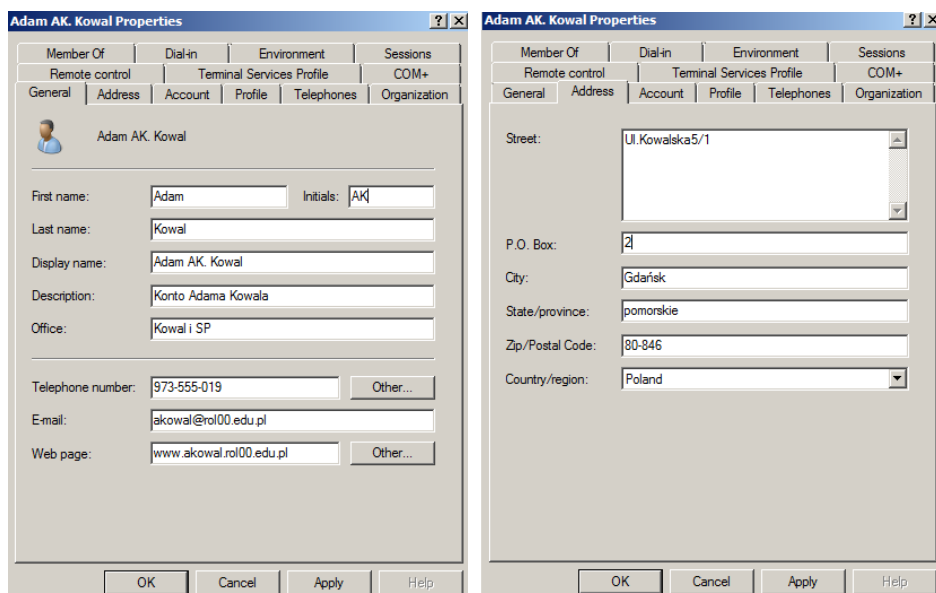 Adam AK. Kowal Properties
Member Of Dial-in Environment Sessions
Remote control Terminal Services Profile COM+
General Address Account Profile Telephones Organization
Adam AK. Kowal
First name: Adam Initials: AK
Last name: Kowal
Display name: Adam AK. Kowal
Description: Konto Adama Kowala
Office: Kowal i SP
Telephone number: 973-555-019 Other...
E-mail: akowal@rol00.edu.pl
Web page: www.akowal.rol00.edu.pl Other...
OK Cancel Apply Help
Adam AK. Kowal Properties
Member Of Dial-in Environment Sessions
Remote control Terminal Services Profile COM+
General Address Account Profile Telephones Organization
Street: Ul.Kowalska5/1
P.O. Box: 2
City: Gdańsk
State/province: pomorskie
Zip/Postal Code: 80-846
Country/region: Poland
OK Cancel Apply Help